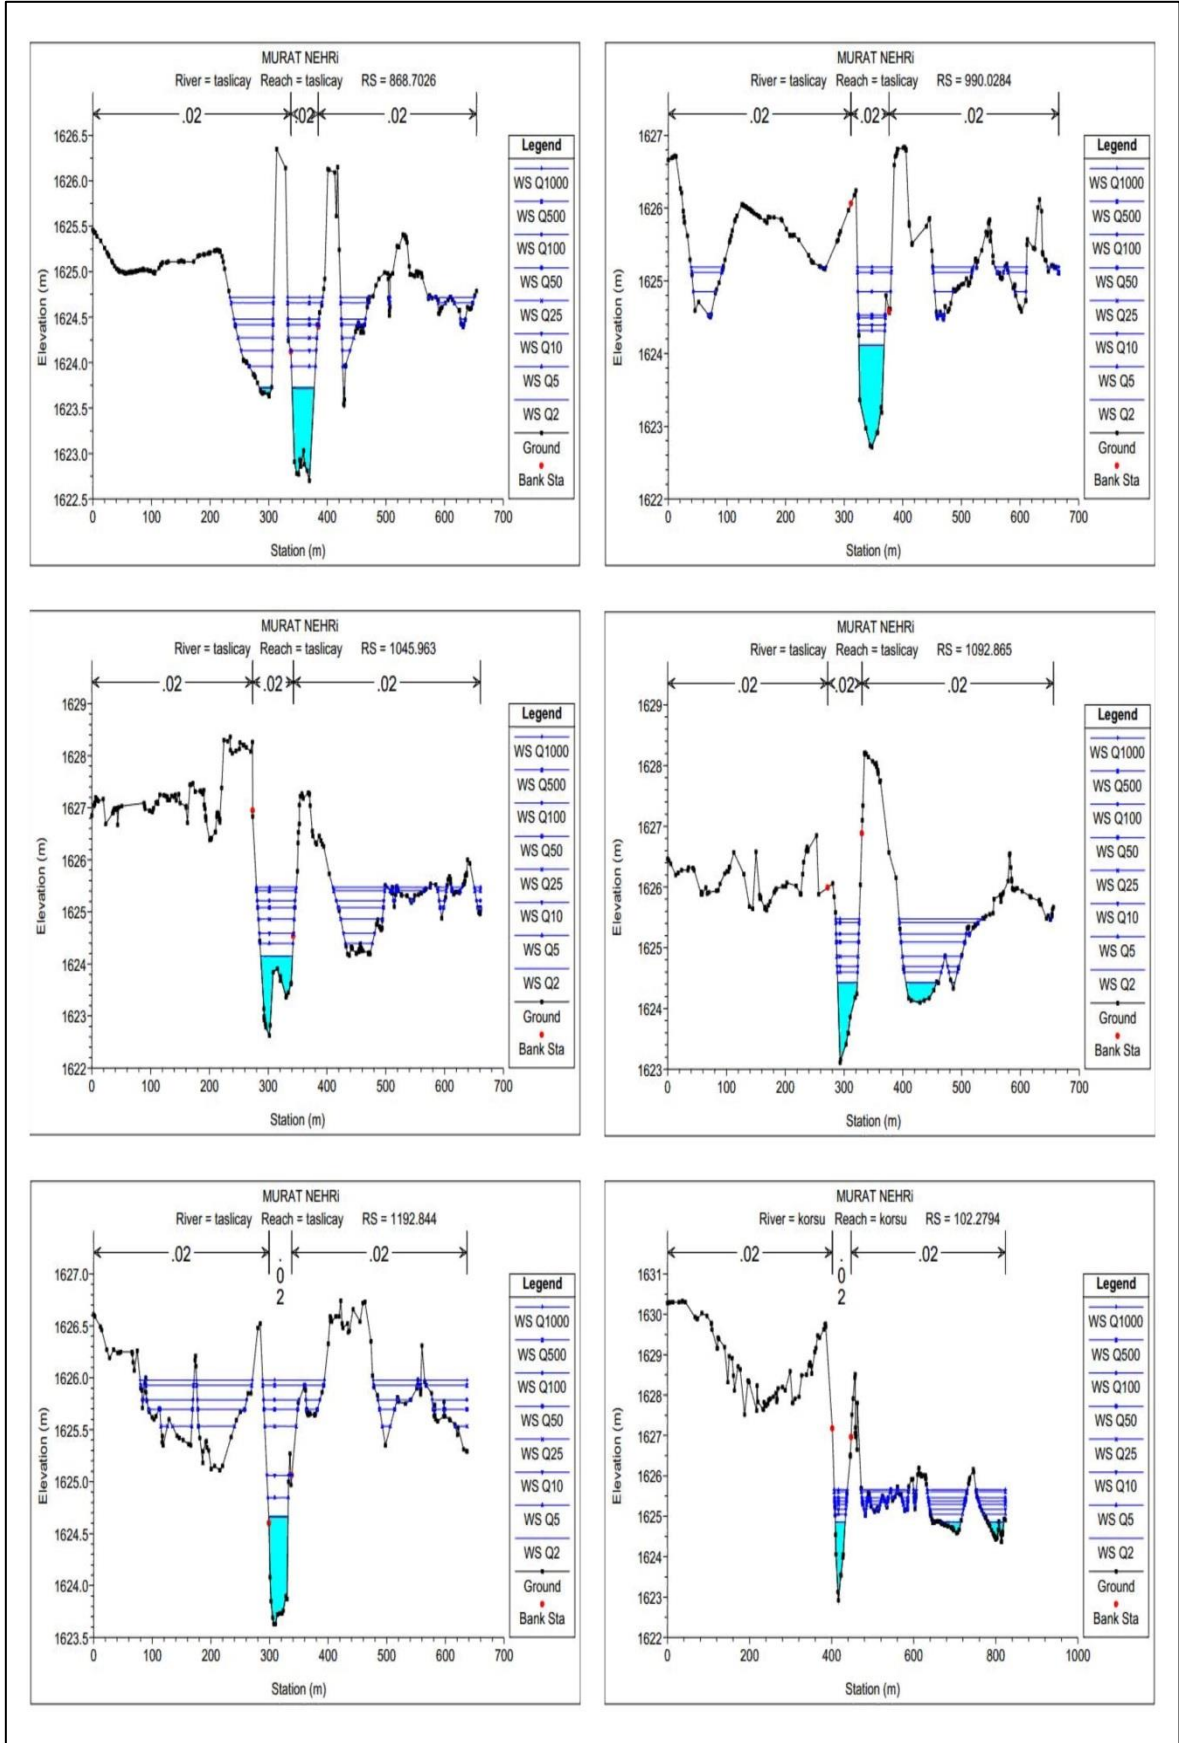 MURAT NEHRi
River = taslicay Reach = taslicay RS = 868.7026
.02 .02 .02
Elevation (m)
1626.5
1626.0
1625.5
1625.0
1624.5
1624.0
1623.5
1623.0
1622.5
0 100 200 300 400 500 600 700
Station (m)
Legend
WS Q1000
WS Q500
WS Q100
WS Q50
WS Q25
WS Q10
WS Q5
WS Q2
Ground
Bank Sta
MURAT NEHRi
River = taslicay Reach = taslicay RS = 990.0284
.02 .02 .02
Elevation (m)
1627
1626
1625
1624
1623
1622
0 100 200 300 400 500 600 700
Station (m)
Legend
WS Q1000
WS Q500
WS Q100
WS Q50
WS Q25
WS Q10
WS Q5
WS Q2
Ground
Bank Sta
MURAT NEHRi
River = taslicay Reach = taslicay RS = 1045.963
.02 .02 .02
Elevation (m)
1629
1628
1627
1626
1625
1624
1623
1622
0 100 200 300 400 500 600 700
Station (m)
Legend
WS Q1000
WS Q500
WS Q100
WS Q50
WS Q25
WS Q10
WS Q5
WS Q2
Ground
Bank Sta
MURAT NEHRi
River = taslicay Reach = taslicay RS = 1092.865
.02 .02 .02
Elevation (m)
1629
1628
1627
1626
1625
1624
1623
0 100 200 300 400 500 600 700
Station (m)
Legend
WS Q1000
WS Q500
WS Q100
WS Q50
WS Q25
WS Q10
WS Q5
WS Q2
Ground
Bank Sta
MURAT NEHRi
River = taslicay Reach = taslicay RS = 1192.844
.02 .02 .02
Elevation (m)
1627.0
1626.5
1626.0
1625.5
1625.0
1624.5
1624.0
1623.5
0 100 200 300 400 500 600 700
Station (m)
Legend
WS Q1000
WS Q500
WS Q100
WS Q50
WS Q25
WS Q10
WS Q5
WS Q2
Ground
Bank Sta
MURAT NEHRi
River = korsu Reach = korsu RS = 102.2794
.02 .02 .02
Elevation (m)
1631
1630
1629
1628
1627
1626
1625
1624
1623
1622
0 200 400 600 800 1000
Station (m)
Legend
WS Q1000
WS Q500
WS Q100
WS Q50
WS Q25
WS Q10
WS Q5
WS Q2
Ground
Bank Sta